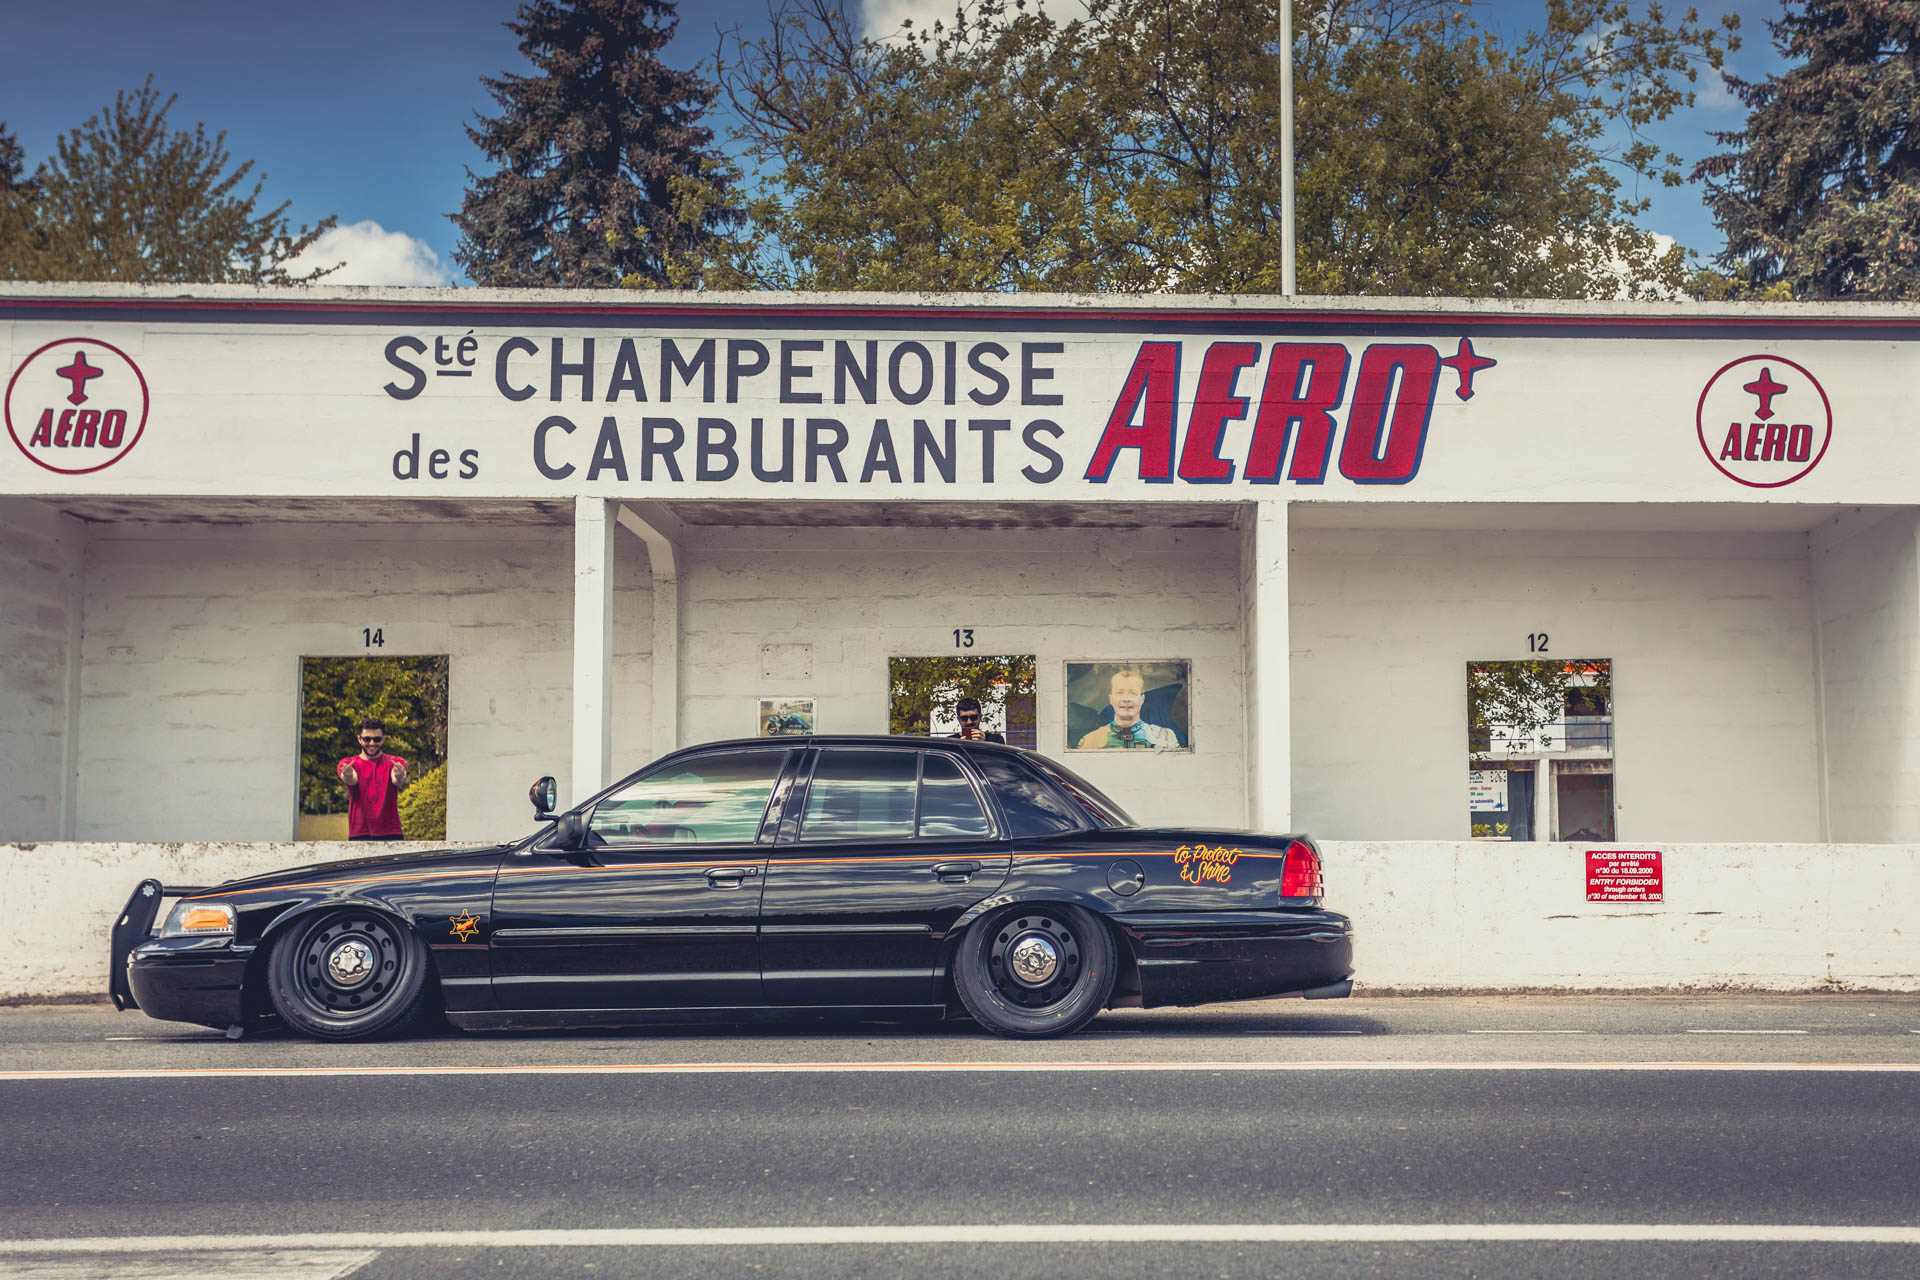 AERO
Sté CHAMPENOISE
des CARBURANTS
AERO
AERO
14
13
12
to Protect
& Shine
ACCES INTERDITS
par arrêté
n°30 du 18.09.2000
ENTRY FORBIDDEN
through orders
n°30 of september 18, 2000